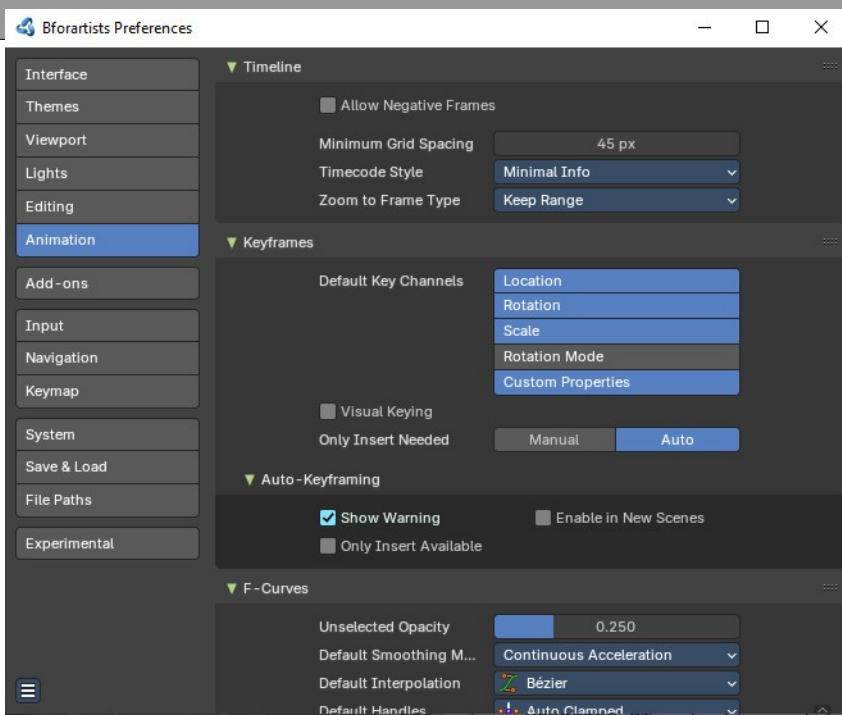 Bforartists Preferences
Interface
Themes
Viewport
Lights
Editing
Animation
Add-ons
Input
Navigation
Keymap
System
Save & Load
File Paths
Experimental
Timeline
Allow Negative Frames
Minimum Grid Spacing 45 px
Timecode Style Minimal Info
Zoom to Frame Type Keep Range
Keyframes
Default Key Channels Location
Rotation
Scale
Rotation Mode
Custom Properties
Visual Keying
Only Insert Needed Manual Auto
Auto-Keyframing
Show Warning Enable in New Scenes
Only Insert Available
F-Curves
Unselected Opacity 0.250
Default Smoothing M... Continuous Acceleration
Default Interpolation Bézier
Default Handles Auto Clamped